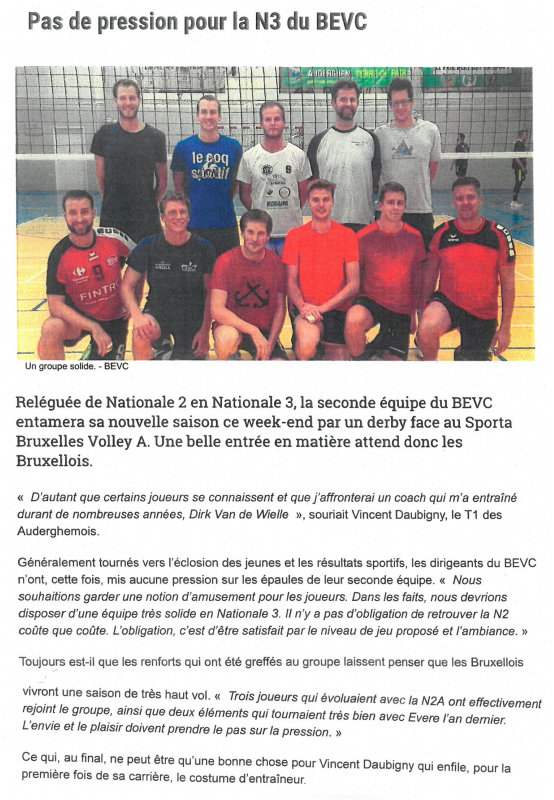 Pas de pression pour la N3 du BEVC
AUDERGHEM
le coq
sportif
9
FINTRO
Un groupe solide. - BEVC
Reléguée de Nationale 2 en Nationale 3, la seconde équipe du BEVC
entamera sa nouvelle saison ce week-end par un derby face au Sporta
Bruxelles Volley A. Une belle entrée en matière attend donc les
Bruxellois.
« D'autant que certains joueurs se connaissent et que j'affronterai un coach qui m'a entraîné
durant de nombreuses années, Dirk Van de Wielle », souriait Vincent Daubigny, le T1 des
Auderghemois.
Généralement tournés vers l'éclosion des jeunes et les résultats sportifs, les dirigeants du BEVC
n'ont, cette fois, mis aucune pression sur les épaules de leur seconde équipe. « Nous
souhaitions garder une notion d'amusement pour les joueurs. Dans les faits, nous devrions
disposer d'une équipe très solide en Nationale 3. Il n'y a pas d'obligation de retrouver la N2
coûte que coûte. L'obligation, c'est d'être satisfait par le niveau de jeu proposé et l'ambiance. »
Toujours est-il que les renforts qui ont été greffés au groupe laissent penser que les Bruxellois
vivront une saison de très haut vol. « Trois joueurs qui évoluaient avec la N2A ont effectivement
rejoint le groupe, ainsi que deux éléments qui tournaient très bien avec Evere l'an dernier.
L'envie et le plaisir doivent prendre le pas sur la pression. »
Ce qui, au final, ne peut être qu'une bonne chose pour Vincent Daubigny qui enfile, pour la
première fois de sa carrière, le costume d'entraîneur.